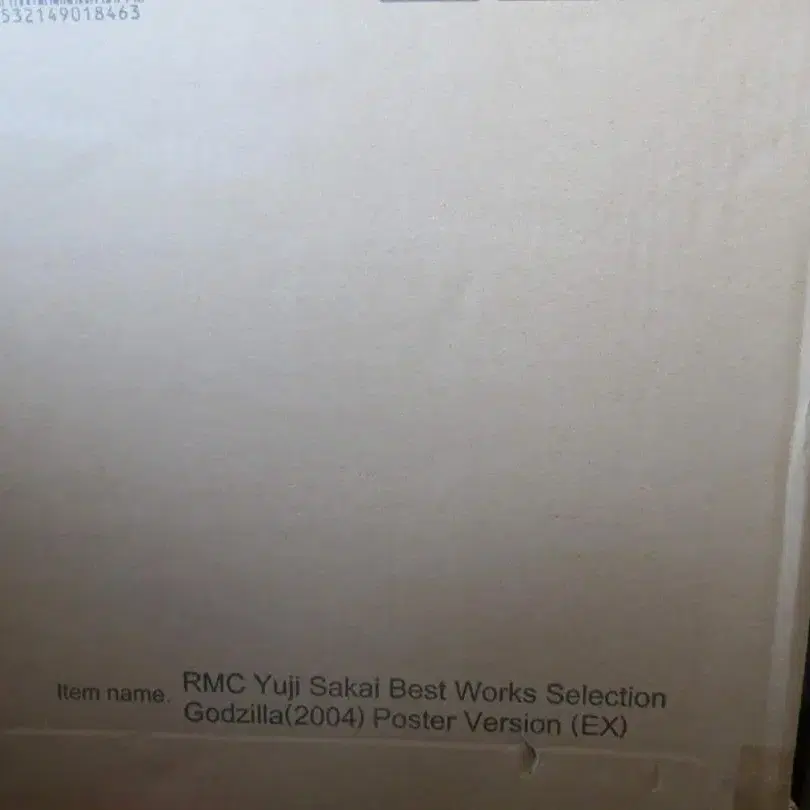 532149018463
Item name. RMC Yuji Sakai Best Works Selection
Godzilla(2004) Poster Version (EX)